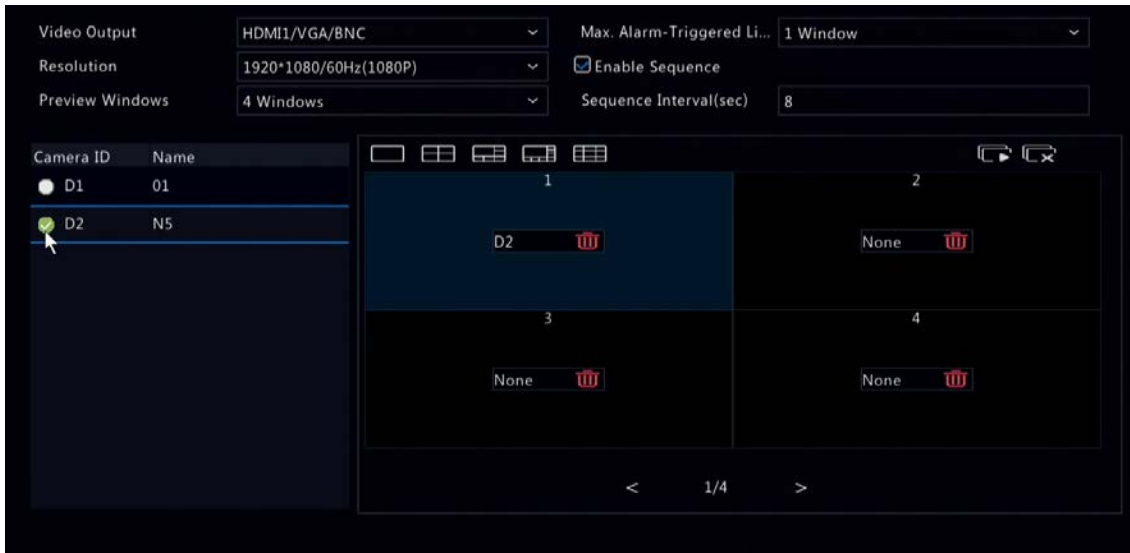 Video Output HDMI1/VGA/BNC Max. Alarm-Triggered Li... 1 Window
Resolution 1920*1080/60Hz(1080P) Enable Sequence
Preview Windows 4 Windows Sequence Interval(sec) 8
Camera ID Name
D1 01
D2 N5
1 2
D2 None
3 4
None None
< 1/4 >